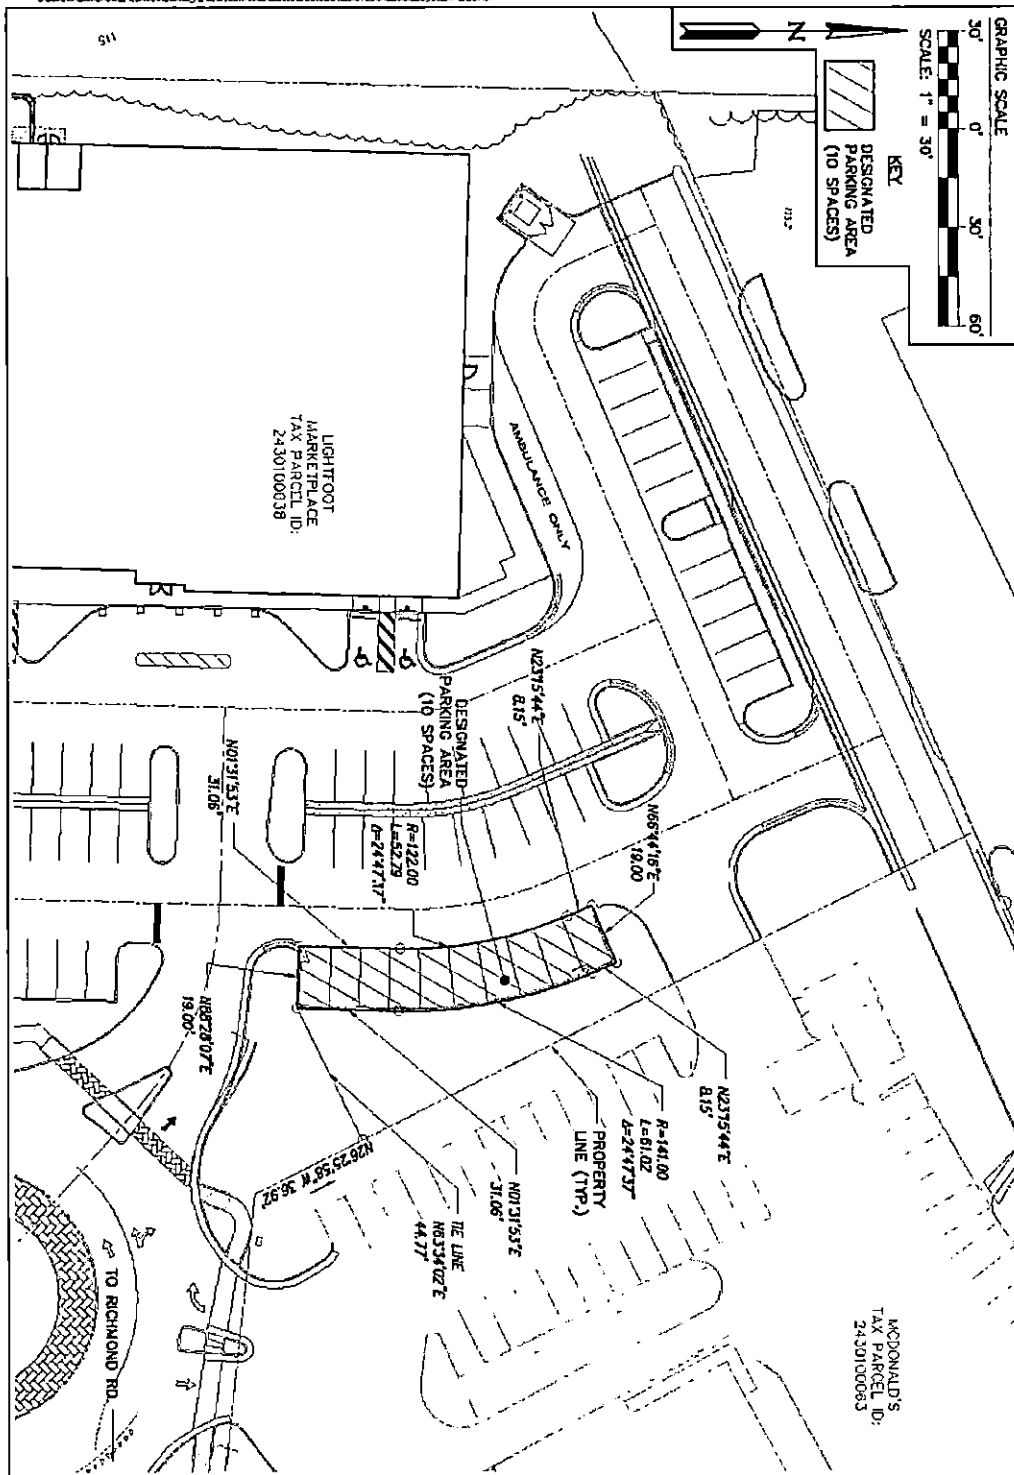 GRAPHIC SCALE
30' 0' 30' 60'
SCALE: 1" = 30'
N
KEY
DESIGNATED
PARKING AREA
(10 SPACES)
115
LIGHTFOOT
MARKETPLACE
TAX PARCEL ID:
2430100038
AMBULANCE ONLY
DESIGNATED
PARKING AREA
(10 SPACES)
N23°15'44"E
8.15'
N66°44'16"E
19.00
N01°31'53"E
31.06'
R=122.00
L=52.79
Δ=24°47'37"
N88°28'07"E
19.00'
N23°15'44"E
8.15'
R=141.00
L=61.02
Δ=24°47'37"
PROPERTY
LINE (TYP.)
N01°31'53"E
31.06'
TIE LINE
N63°34'02"E
44.77'
N26°25'58"W 36.92'
TO RICHMOND RD.
MCDONALD'S
TAX PARCEL ID:
2430100063